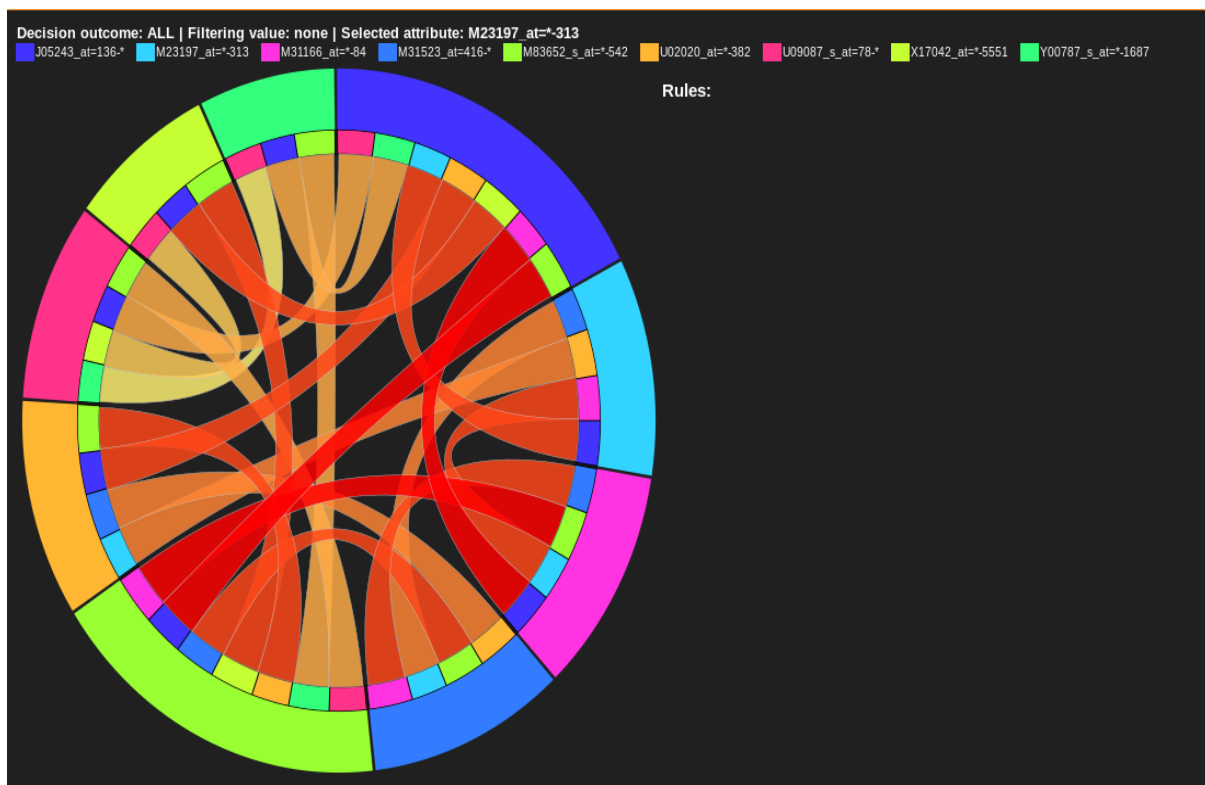 Decision outcome: ALL | Filtering value: none | Selected attribute: M23197_at=*-313
J05243_at=136-* M23197_at=*-313 M31166_at=*-84 M31523_at=416-* M83652_s_at=*-542 U02020_at=*-382 U09087_s_at=78-* X17042_at=*-5551 Y00787_s_at=*-1687
Rules: